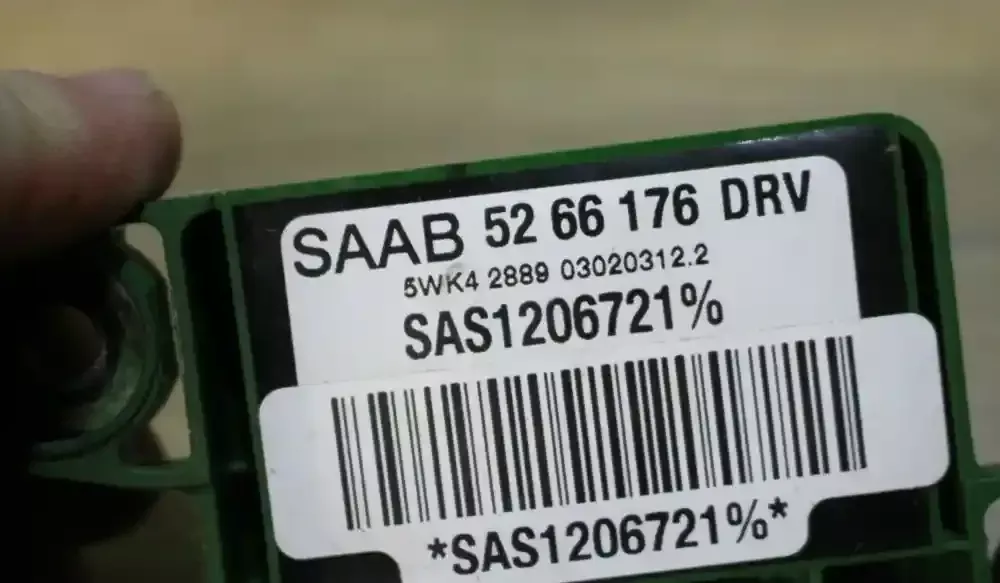 SAAB 52 66 176 DRV
5WK4 2889 03020312.2
SAS1206721%
*SAS1206721%*